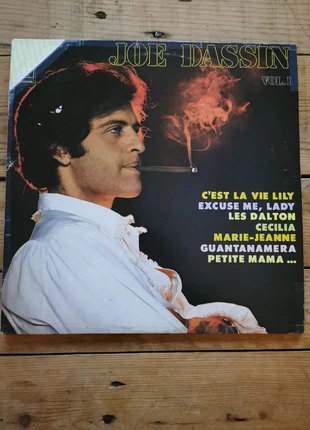 JOE DASSIN
VOL.1
C'EST LA VIE LILY
EXCUSE ME, LADY
LES DALTON
CECILIA
MARIE-JEANNE
GUANTANAMERA
PETITE MAMA ...